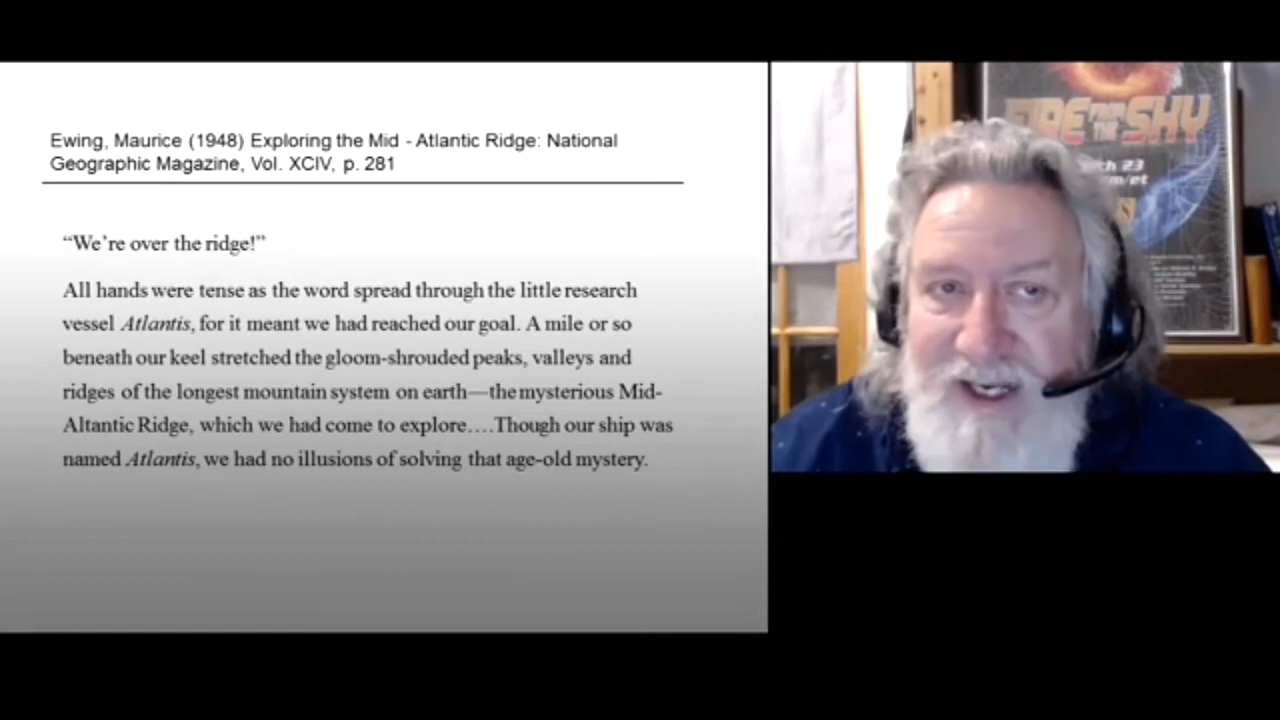 Ewing, Maurice (1948) Exploring the Mid - Atlantic Ridge: National
Geographic Magazine, Vol. XCIV, p. 281
“We’re over the ridge!”
All hands were tense as the word spread through the little research
vessel Atlantis, for it meant we had reached our goal. A mile or so
beneath our keel stretched the gloom-shrouded peaks, valleys and
ridges of the longest mountain system on earth—the mysterious Mid-
Altantic Ridge, which we had come to explore....Though our ship was
named Atlantis, we had no illusions of solving that age-old mystery.
FIRE FROM THE SKY
23